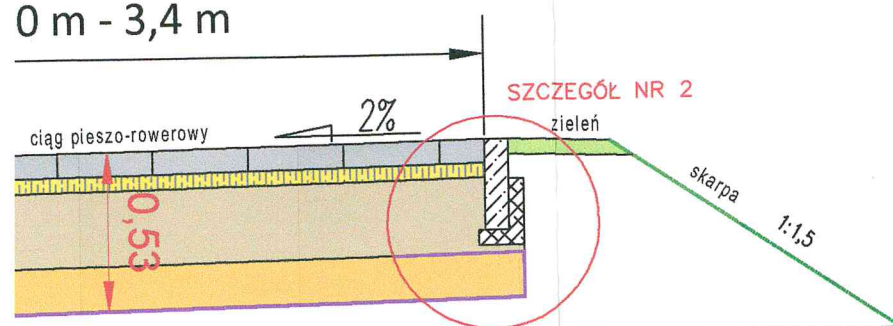 0 m - 3,4 m
SZCZEGÓŁ NR 2
2%
zieleń
ciąg pieszo-rowerowy
skarpa
1:1,5
0,53